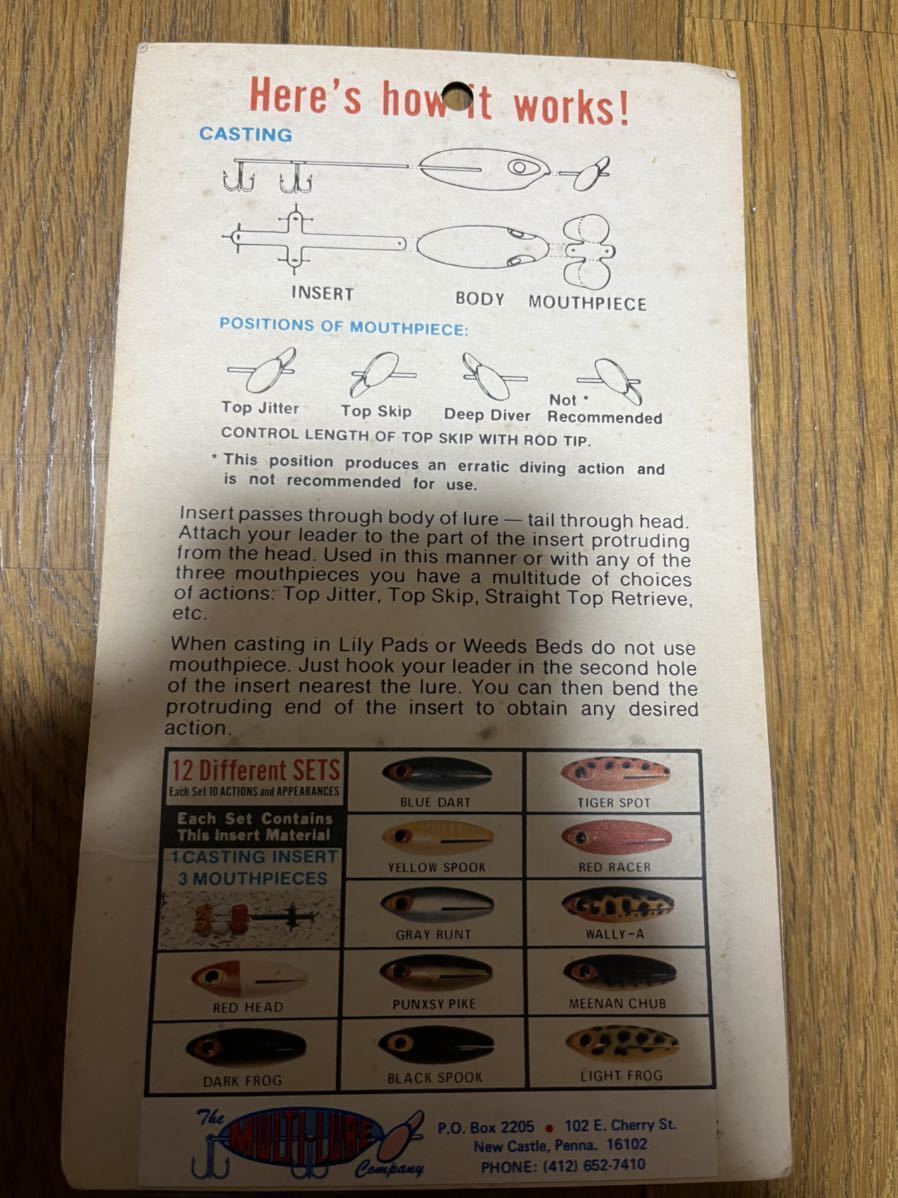 Here's how it works!
CASTING
INSERT
BODY
MOUTHPIECE
POSITIONS OF MOUTHPIECE:
Top Jitter
Top Skip
Deep Diver
Not *
Recommended
CONTROL LENGTH OF TOP SKIP WITH ROD TIP.
* This position produces an erratic diving action and
is not recommended for use.
Insert passes through body of lure — tail through head.
Attach your leader to the part of the insert protruding
from the head. Used in this manner or with any of the
three mouthpieces you have a multitude of choices
of actions: Top Jitter, Top Skip, Straight Top Retrieve,
etc.
When casting in Lily Pads or Weeds Beds do not use
mouthpiece. Just hook your leader in the second hole
of the insert nearest the lure. You can then bend the
protruding end of the insert to obtain any desired
action.
12 Different SETS
Each Set 10 ACTIONS and APPEARANCES
Each Set Contains
This Insert Material
1 CASTING INSERT
3 MOUTHPIECES
BLUE DART
TIGER SPOT
YELLOW SPOOK
RED RACER
GRAY RUNT
WALLY-A
RED HEAD
PUNXSY PIKE
MEENAN CHUB
DARK FROG
BLACK SPOOK
LIGHT FROG
The
MULTI-LURE
Company
P.O. Box 2205 • 102 E. Cherry St.
New Castle, Penna. 16102
PHONE: (412) 652-7410